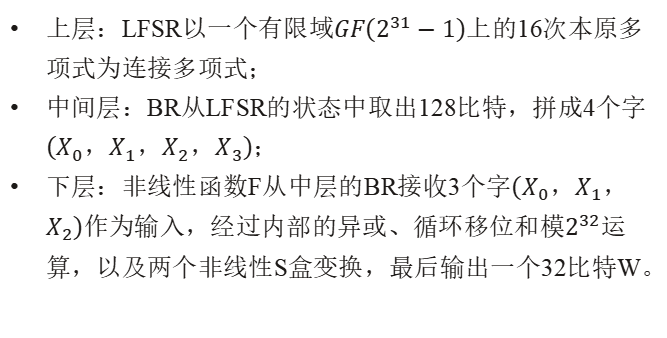 • 上层：LFSR以一个有限域GF(2³¹ − 1)上的16次本原多
项式为连接多项式；
• 中间层：BR从LFSR的状态中取出128比特，拼成4个字
(X₀，X₁，X₂，X₃)；
• 下层：非线性函数F从中层的BR接收3个字(X₀，X₁，
X₂)作为输入，经过内部的异或、循环移位和模2³²运
算，以及两个非线性S盒变换，最后输出一个32比特W。